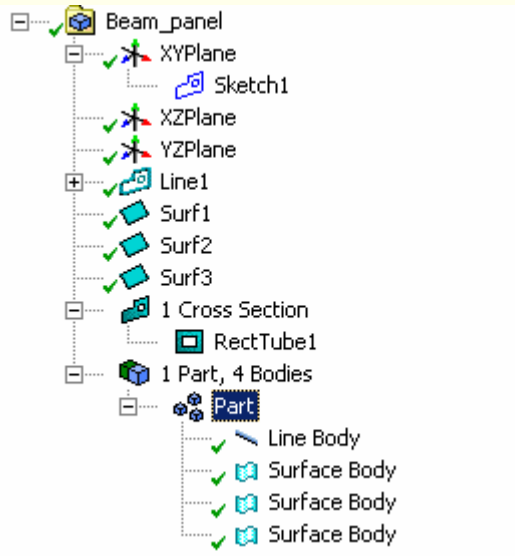 Beam_panel
XYPlane
Sketch1
XZPlane
YZPlane
Line1
Surf1
Surf2
Surf3
1 Cross Section
RectTube1
1 Part, 4 Bodies
Part
Line Body
Surface Body
Surface Body
Surface Body